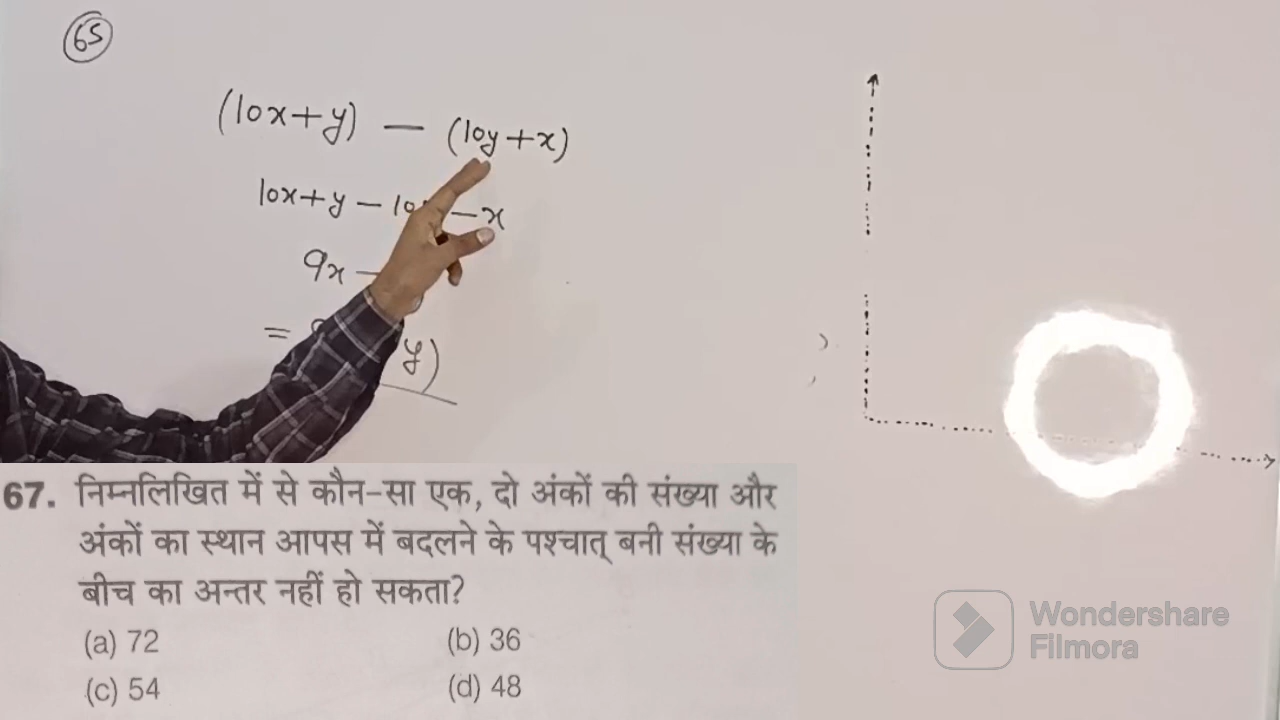 65
(10x+y) — (10y+x)
10x+y — — x
9x —
= y)
67. निम्नलिखित में से कौन-सा एक, दो अंकों की संख्या और
अंकों का स्थान आपस में बदलने के पश्चात् बनी संख्या के
बीच का अन्तर नहीं हो सकता?
(a) 72 (b) 36
(c) 54 (d) 48
Wondershare
Filmora